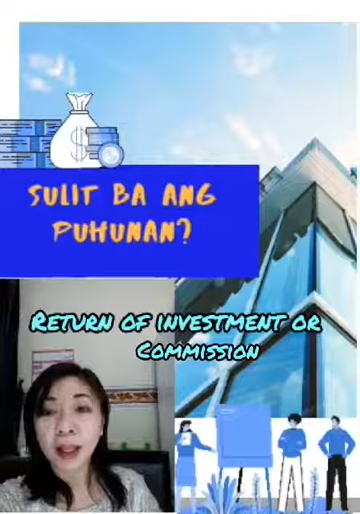 SULIT BA ANG
PUHUNAN?
RETURN OF INVESTMENT OR
COMMISSION